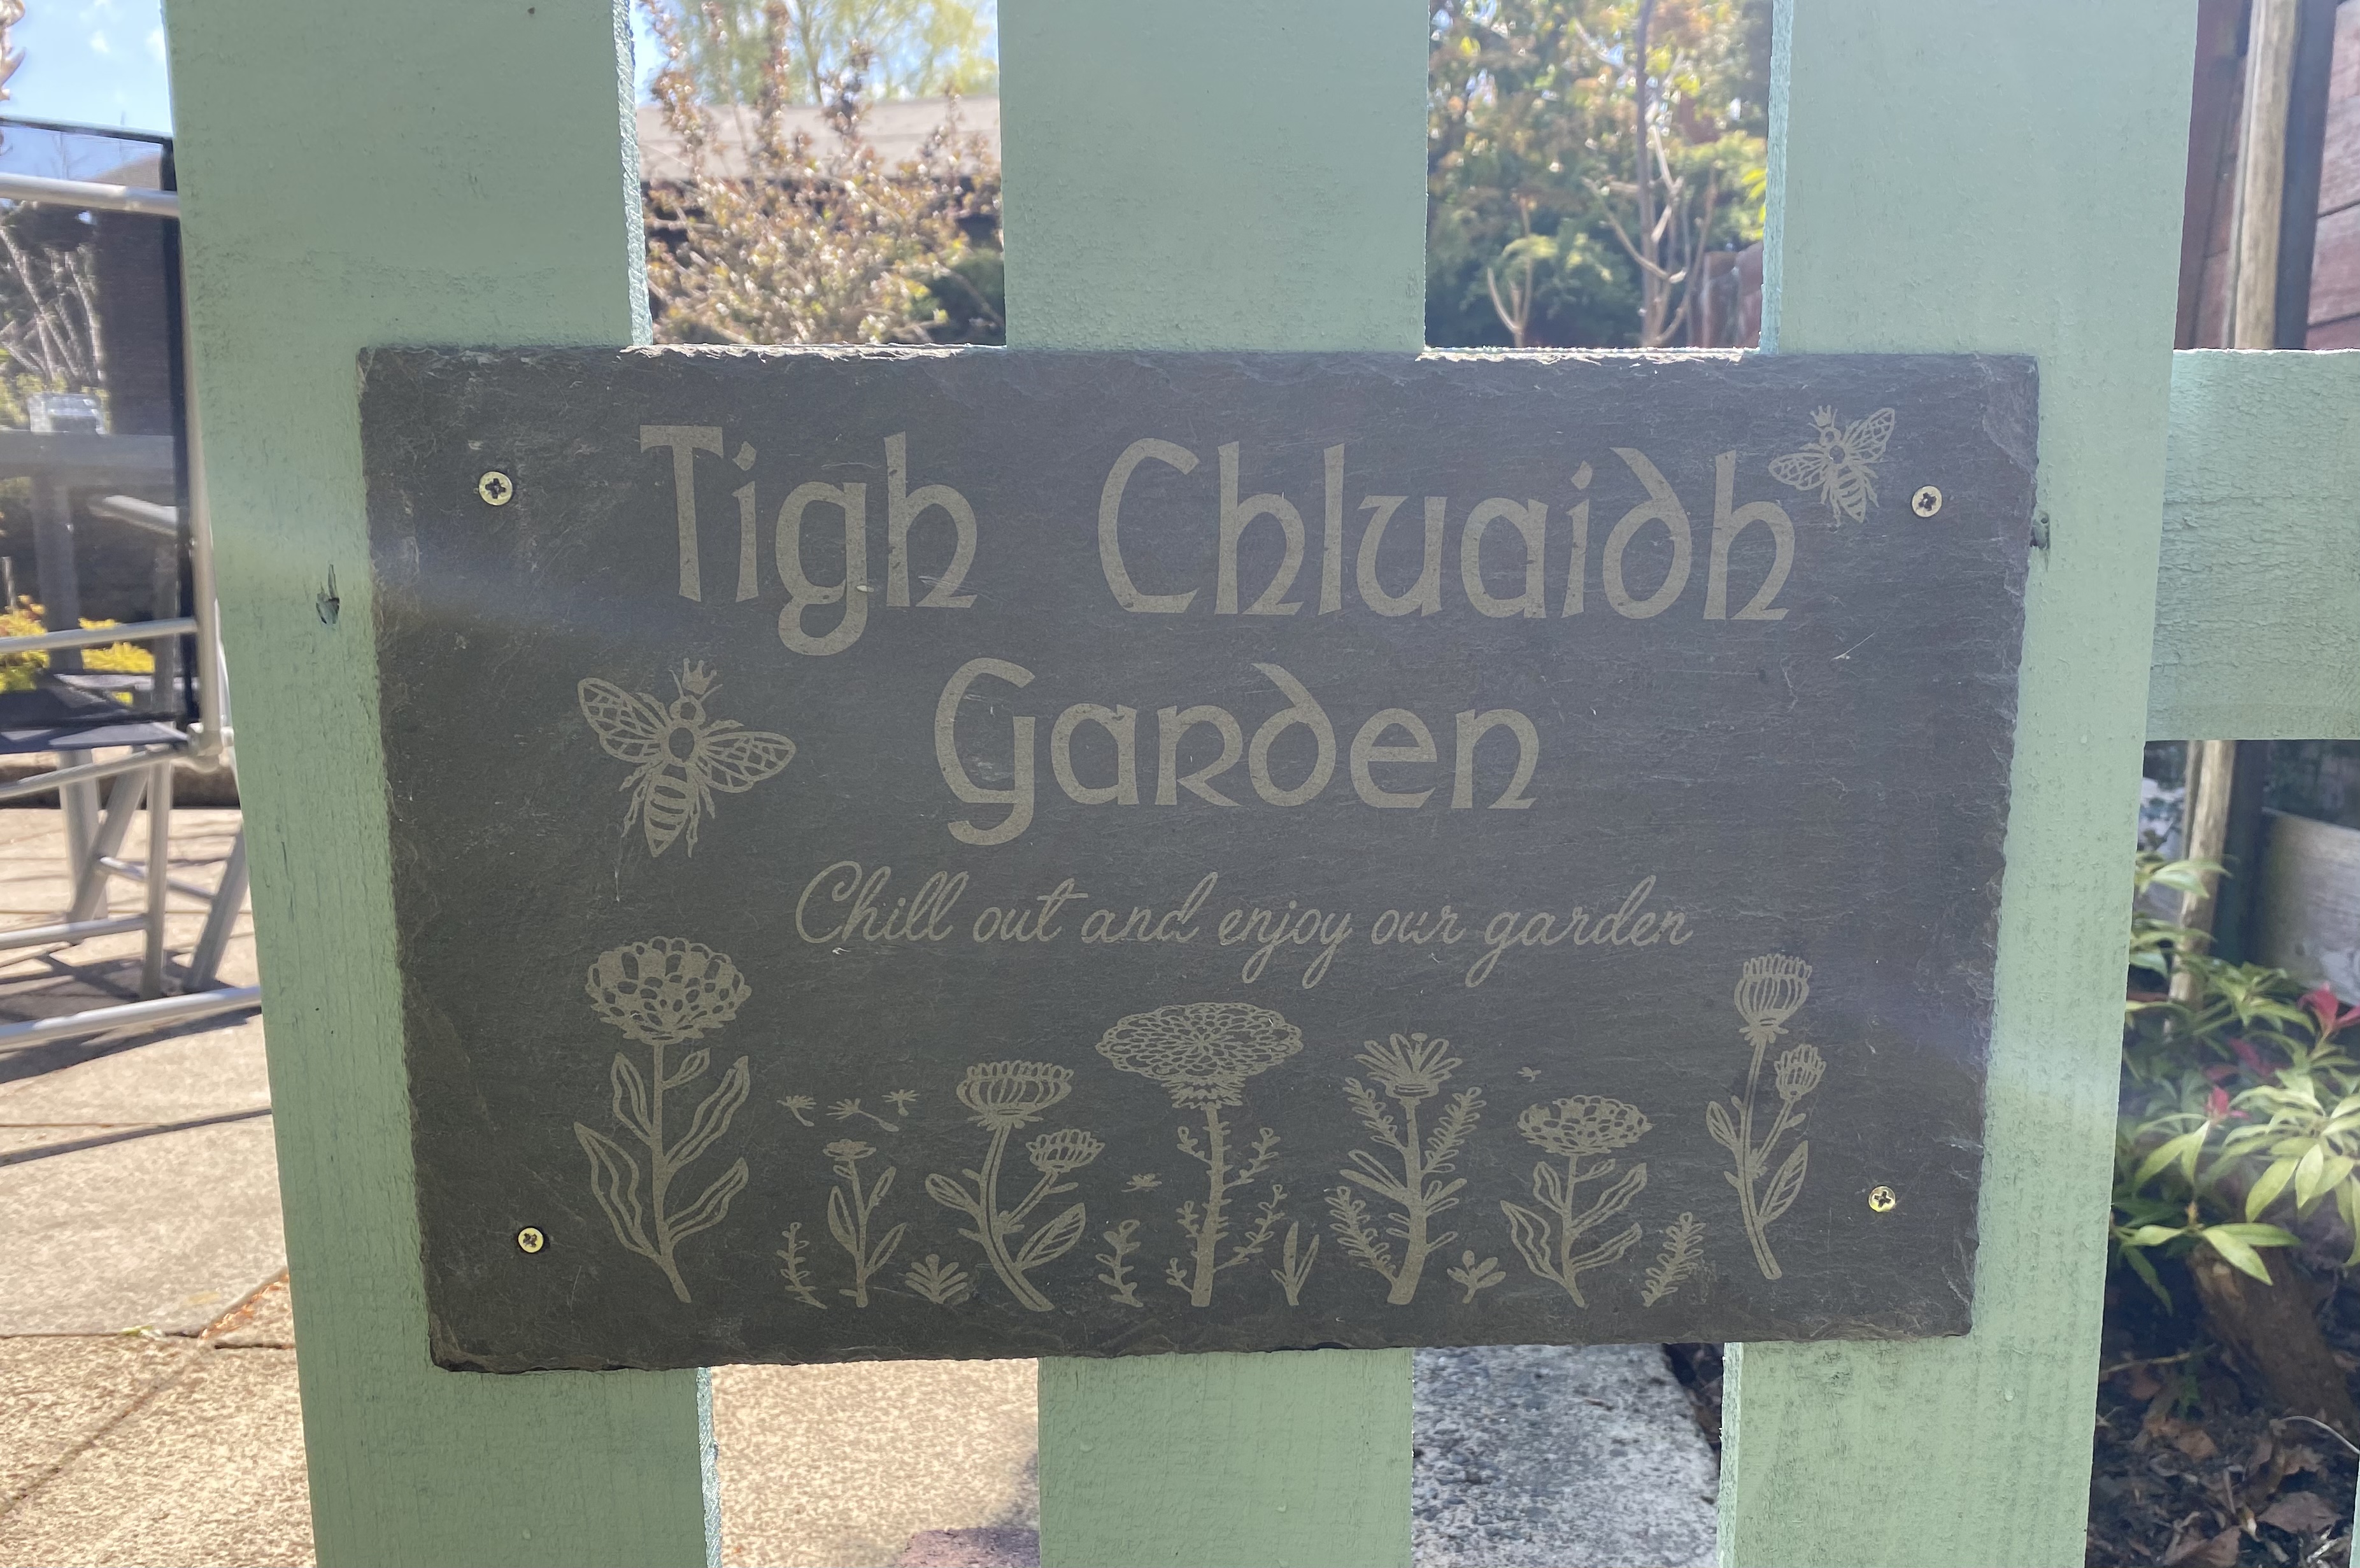 Tigh Chluaidh
Garden
Chill out and enjoy our garden